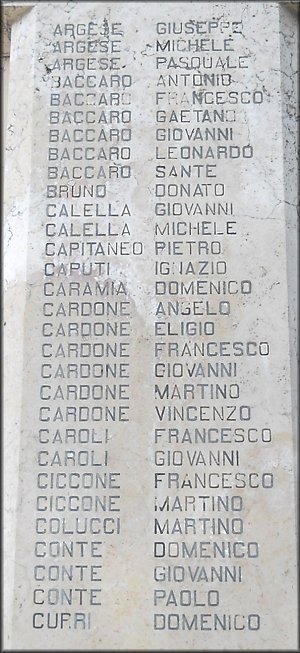 ARGESE GIUSEPPE
ARGESE MICHELE
ARGESE PASQUALE
BACCARO ANTONIO
BACCARO FRANCESCO
BACCARO GAETANO
BACCARO GIOVANNI
BACCARO LEONARDO
BACCARO SANTE
BRUNO DONATO
CALELLA GIOVANNI
CALELLA MICHELE
CAPITANEO PIETRO
CAPUTI IGNAZIO
CARAMIA DOMENICO
CARDONE ANGELO
CARDONE ELIGIO
CARDONE FRANCESCO
CARDONE GIOVANNI
CARDONE MARTINO
CARDONE VINCENZO
CAROLI FRANCESCO
CAROLI GIOVANNI
CICCONE FRANCESCO
CICCONE MARTINO
COLUCCI MARTINO
CONTE DOMENICO
CONTE GIOVANNI
CONTE PAOLO
CURRI DOMENICO